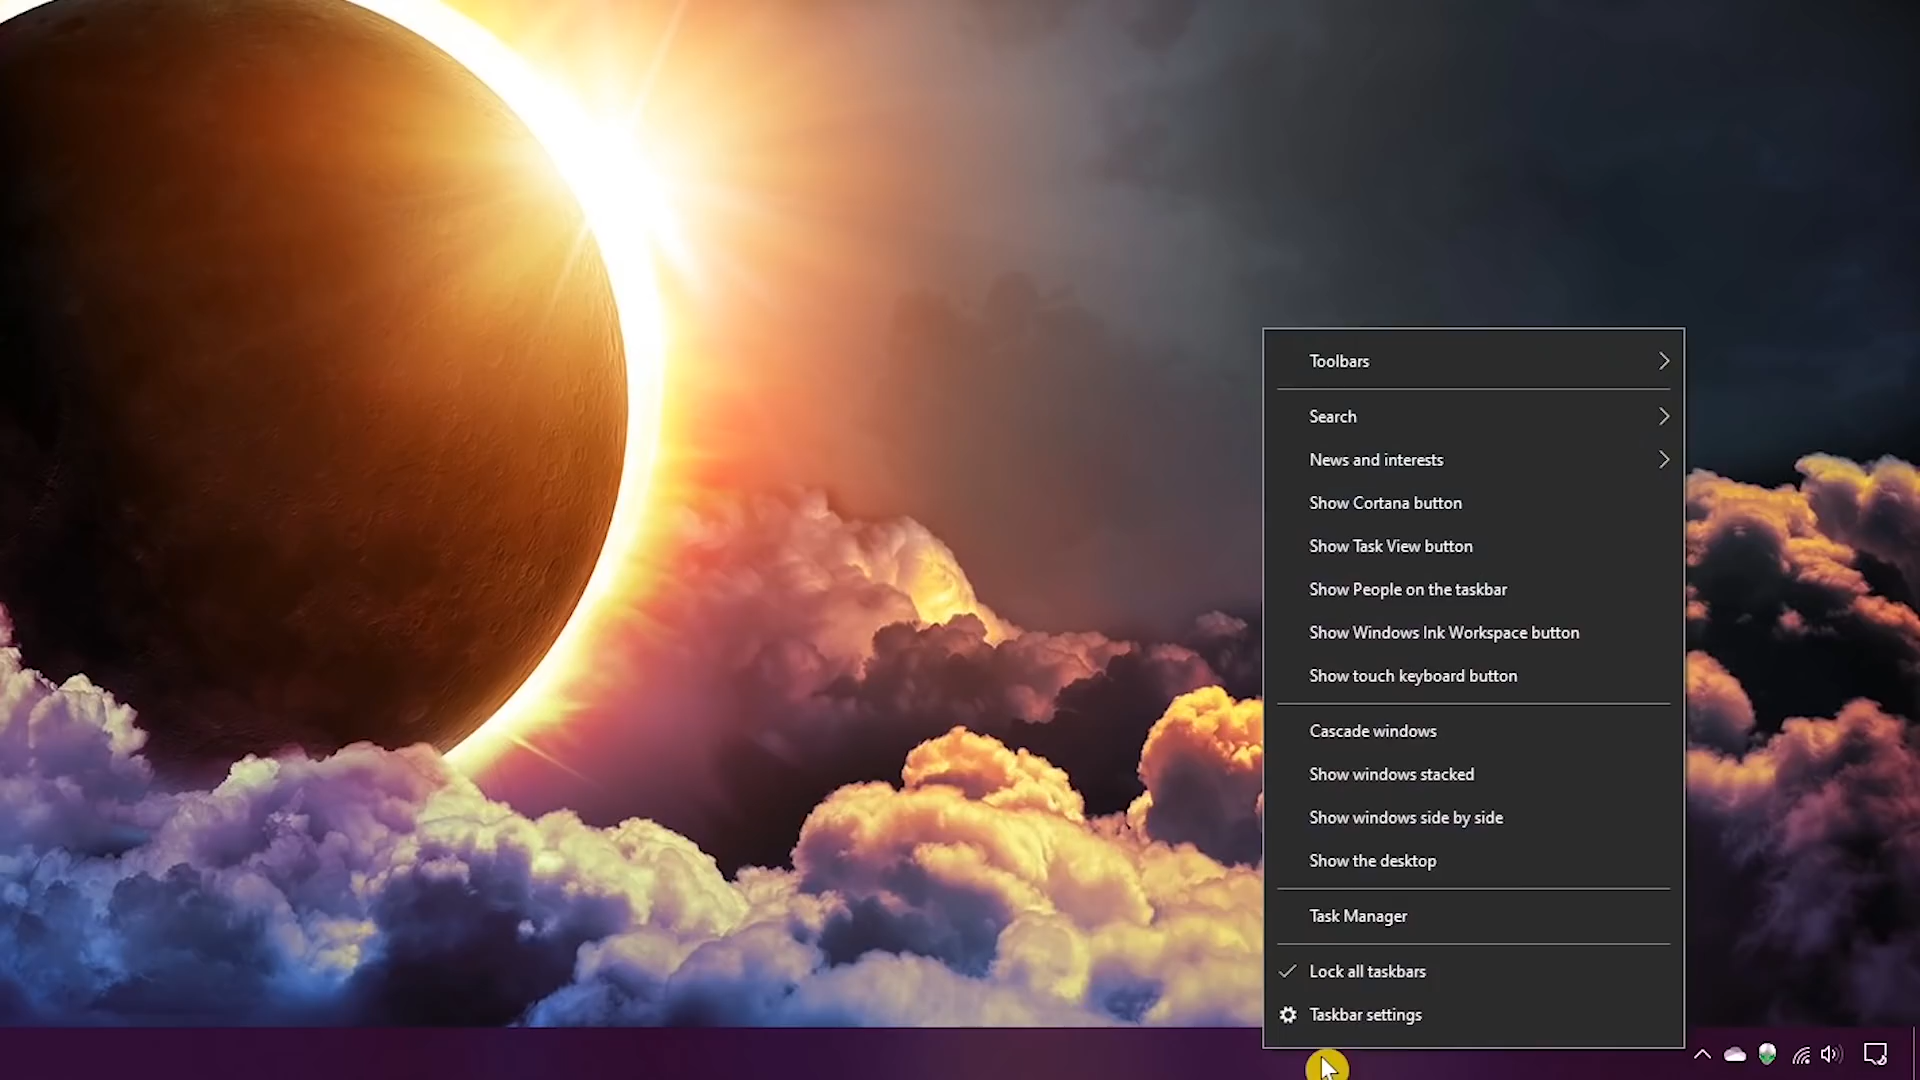 Toolbars
Search
News and interests
Show Cortana button
Show Task View button
Show People on the taskbar
Show Windows Ink Workspace button
Show touch keyboard button
Cascade windows
Show windows stacked
Show windows side by side
Show the desktop
Task Manager
Lock all taskbars
Taskbar settings